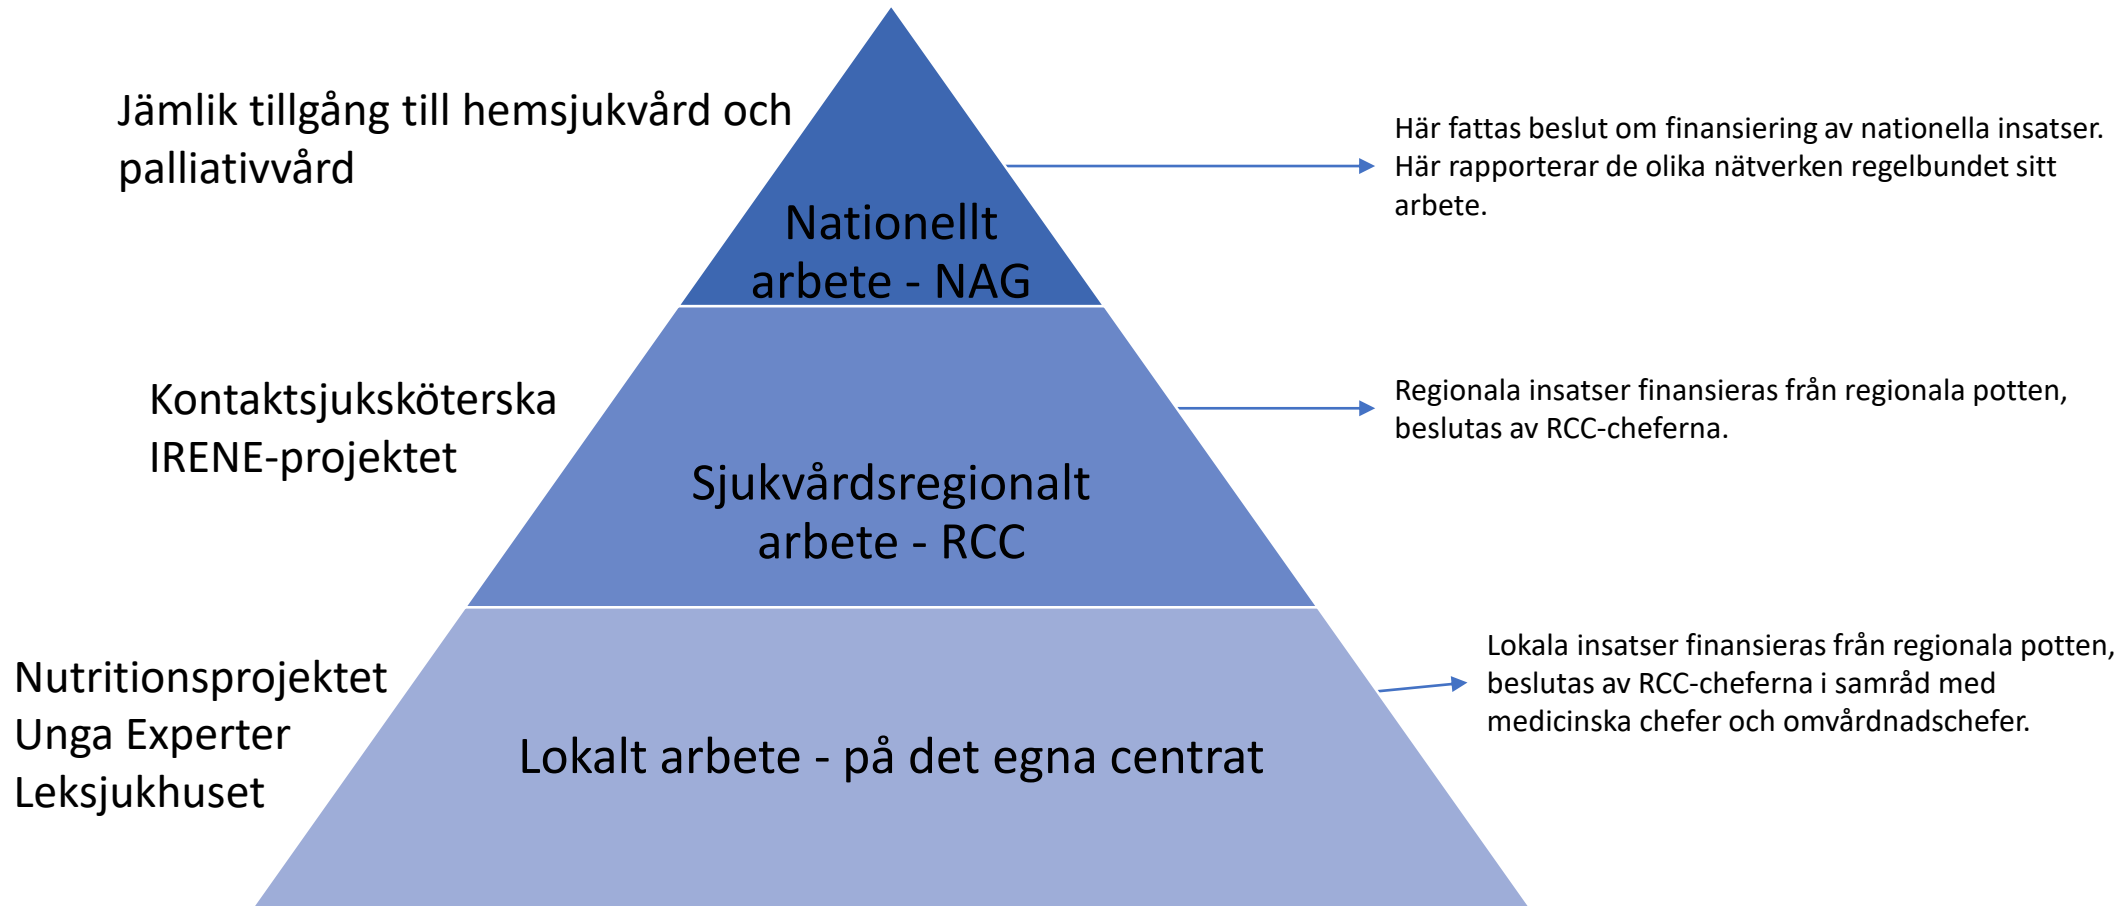 Jämlik tillgång till hemsjukvård och
palliativvård
Här fattas beslut om finansiering av nationella insatser.
Här rapporterar de olika nätverken regelbundet sitt
arbete.
Nationellt
arbete - NAG
Kontaktsjuksköterska
IRENE-projektet
Regionala insatser finansieras från regionala potten,
beslutas av RCC-cheferna.
Sjukvårdsregionalt
arbete - RCC
Nutritionsprojektet
Unga Experter
Leksjukhuset
Lokalt arbete - på det egna centrat
Lokala insatser finansieras från regionala potten,
beslutas av RCC-cheferna i samråd med
medicinska chefer och omvårdnadschefer.